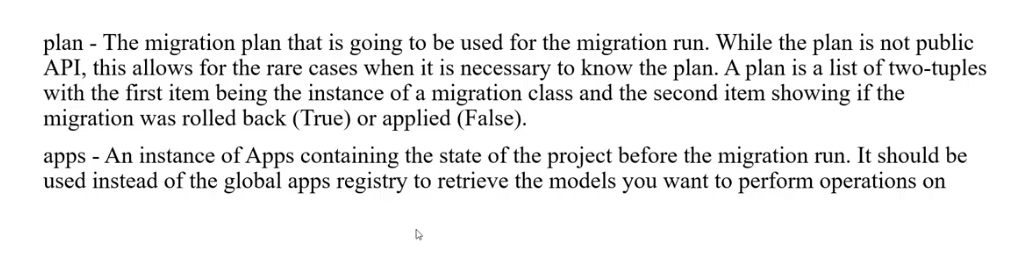 plan - The migration plan that is going to be used for the migration run. While the plan is not public
API, this allows for the rare cases when it is necessary to know the plan. A plan is a list of two-tuples
with the first item being the instance of a migration class and the second item showing if the
migration was rolled back (True) or applied (False).
apps - An instance of Apps containing the state of the project before the migration run. It should be
used instead of the global apps registry to retrieve the models you want to perform operations on